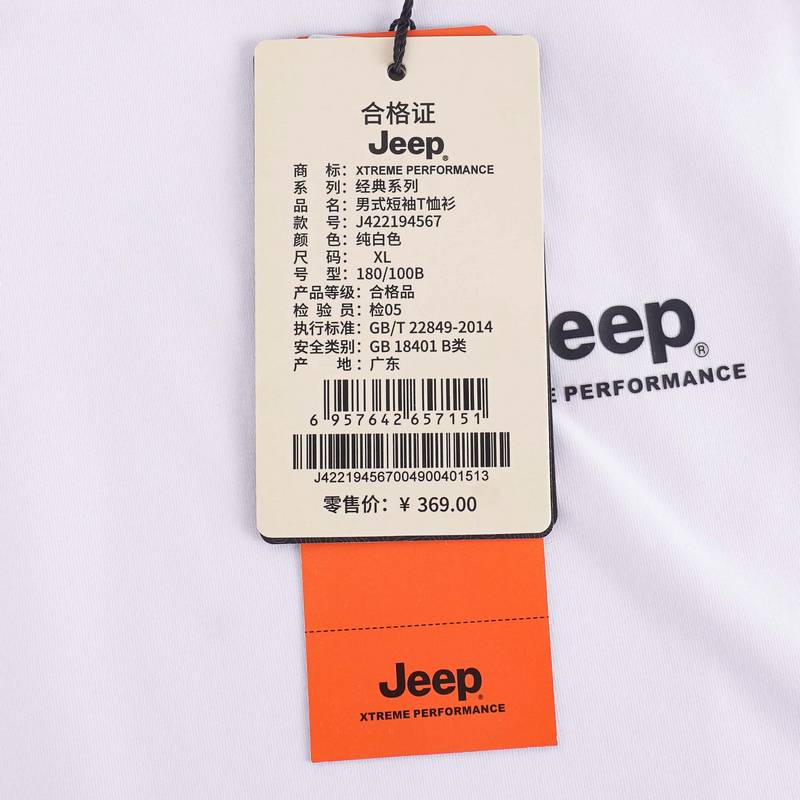 合格证
Jeep®
商 标：XTREME PERFORMANCE
系 列：经典系列
品 名：男式短袖T恤衫
款 号：J422194567
颜 色：纯白色
尺 码： XL
号 型：180/100B
产品等级：合格品
检 验 员：检05
执行标准：GB/T 22849-2014
安全类别：GB 18401 B类
产 地：广东
6 957642 657151
J422194567004900401513
零售价：¥ 369.00
eep®
E PERFORMANCE
Jeep®
XTREME PERFORMANCE